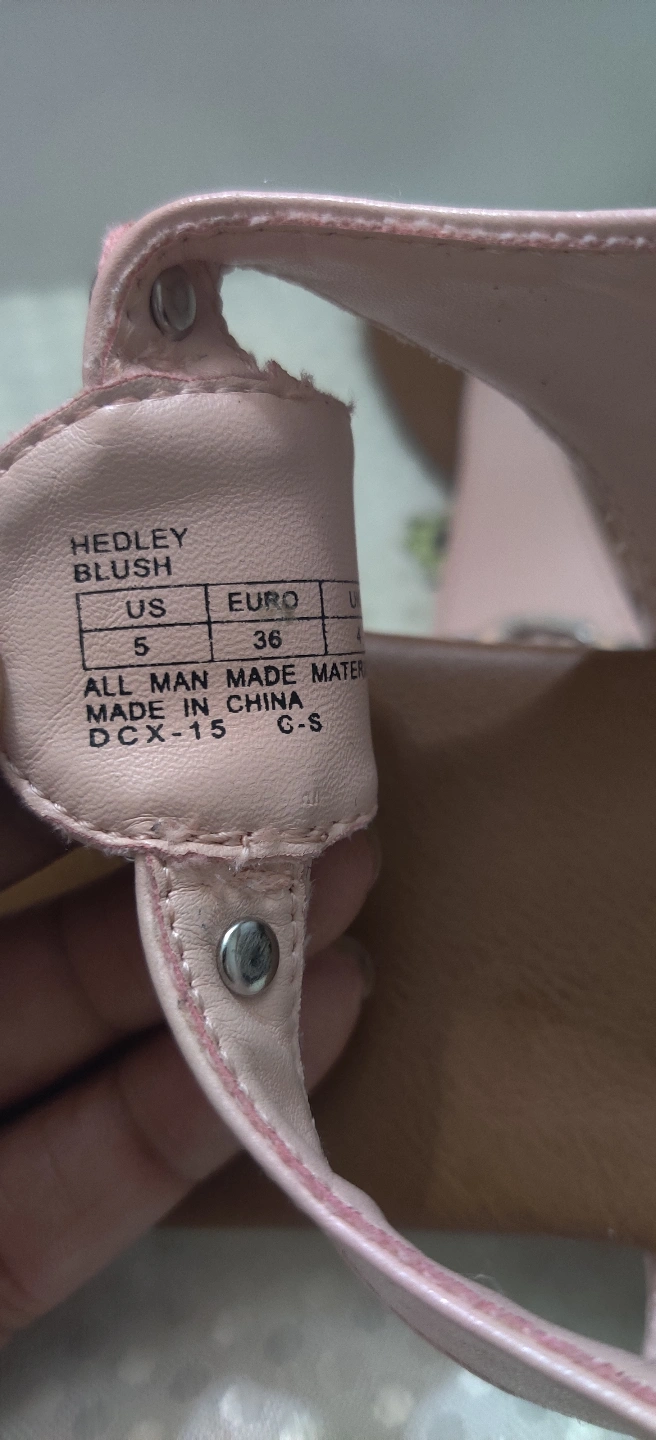 HEDLEY
BLUSH
US EURO
5 36
ALL MAN MADE
MADE IN CHINA
DCX-15 C-S